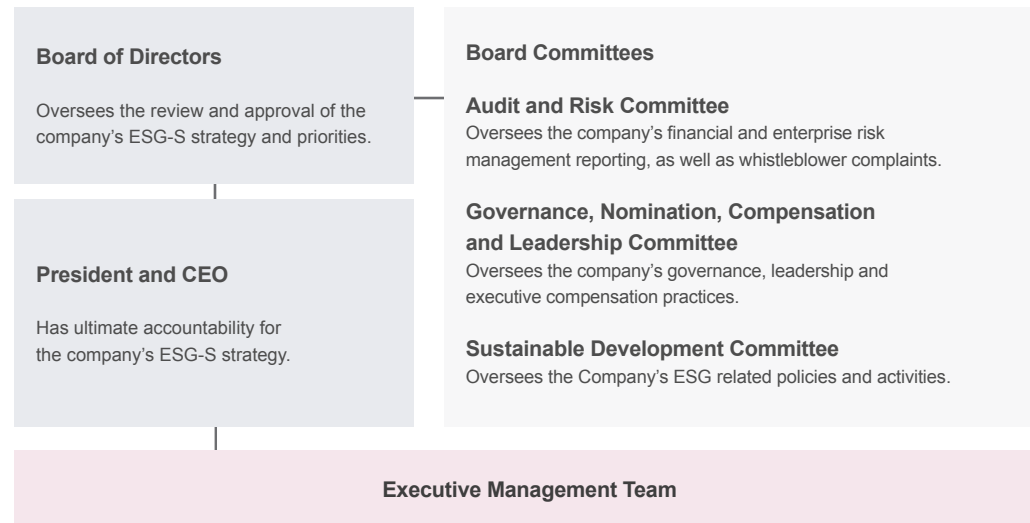 Board of Directors
Oversees the review and approval of the
company’s ESG-S strategy and priorities.
President and CEO
Has ultimate accountability for
the company’s ESG-S strategy.
Board Committees
Audit and Risk Committee
Oversees the company’s financial and enterprise risk
management reporting, as well as whistleblower complaints.
Governance, Nomination, Compensation
and Leadership Committee
Oversees the company’s governance, leadership and
executive compensation practices.
Sustainable Development Committee
Oversees the Company’s ESG related policies and activities.
Executive Management Team